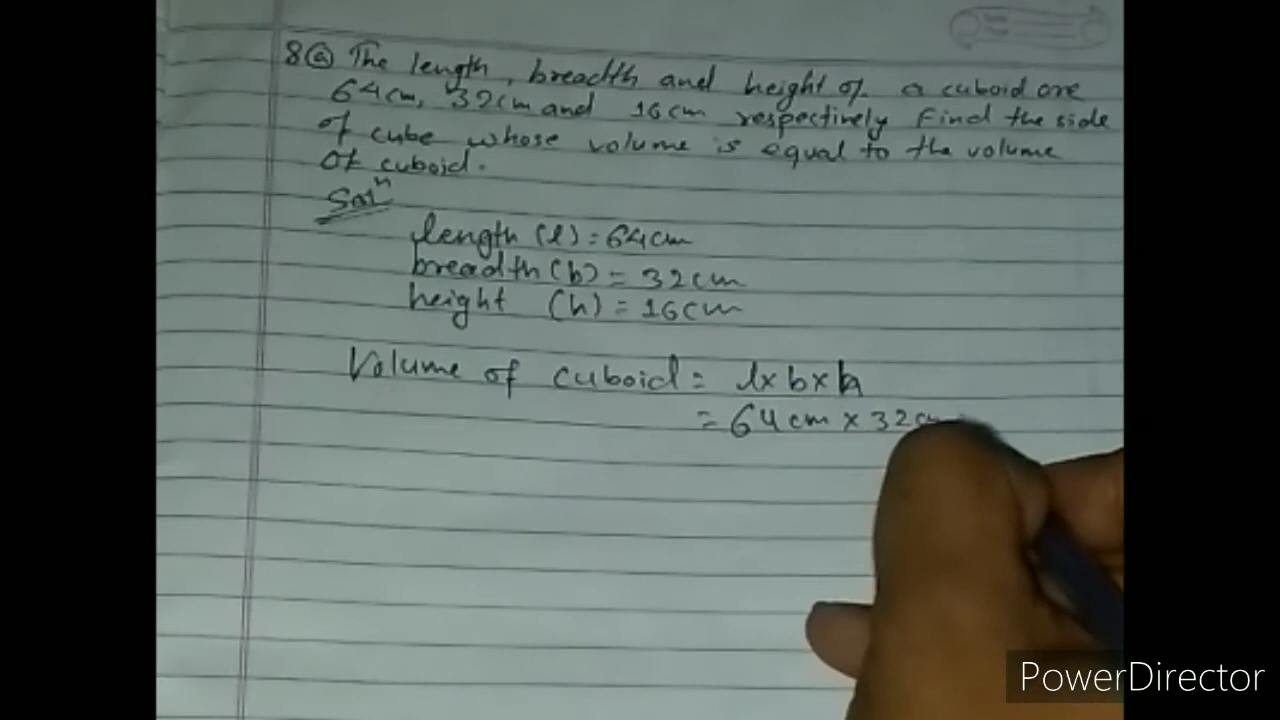 8(a) The length, breadth and height of a cuboid are
64cm, 32cm and 16cm respectively Find the side
of cube whose volume is equal to the volume
of cuboid.
Solⁿ
length (l) = 64cm
breadth (b) = 32cm
height (h) = 16cm
Volume of cuboid = l×b×h
= 64cm × 32cm
PowerDirector